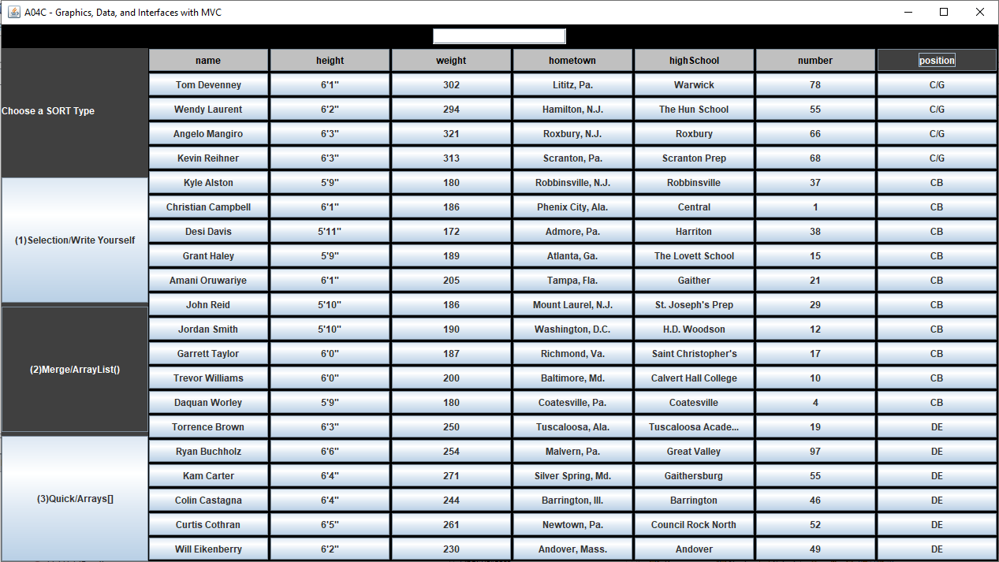 A04C - Graphics, Data, and Interfaces with MVC
name height weight hometown highSchool number position
Choose a SORT Type
(1)Selection/Write Yourself
(2)Merge/ArrayList()
(3)Quick/Arrays[]
Tom Devenney 6'1" 302 Lititz, Pa. Warwick 78 C/G
Wendy Laurent 6'2" 294 Hamilton, N.J. The Hun School 55 C/G
Angelo Mangiro 6'3" 321 Roxbury, N.J. Roxbury 66 C/G
Kevin Reihner 6'3" 313 Scranton, Pa. Scranton Prep 68 C/G
Kyle Alston 5'9" 180 Robbinsville, N.J. Robbinsville 37 CB
Christian Campbell 6'1" 186 Phenix City, Ala. Central 1 CB
Desi Davis 5'11" 172 Admore, Pa. Harriton 38 CB
Grant Haley 5'9" 189 Atlanta, Ga. The Lovett School 15 CB
Amani Oruwariye 6'1" 205 Tampa, Fla. Gaither 21 CB
John Reid 5'10" 186 Mount Laurel, N.J. St. Joseph's Prep 29 CB
Jordan Smith 5'10" 190 Washington, D.C. H.D. Woodson 12 CB
Garrett Taylor 6'0" 187 Richmond, Va. Saint Christopher's 17 CB
Trevor Williams 6'0" 200 Baltimore, Md. Calvert Hall College 10 CB
Daquan Worley 5'9" 180 Coatesville, Pa. Coatesville 4 CB
Torrence Brown 6'3" 250 Tuscaloosa, Ala. Tuscaloosa Acade... 19 DE
Ryan Buchholz 6'6" 254 Malvern, Pa. Great Valley 97 DE
Kam Carter 6'4" 271 Silver Spring, Md. Gaithersburg 55 DE
Colin Castagna 6'4" 244 Barrington, Ill. Barrington 46 DE
Curtis Cothran 6'5" 261 Newtown, Pa. Council Rock North 52 DE
Will Eikenberry 6'2" 230 Andover, Mass. Andover 49 DE